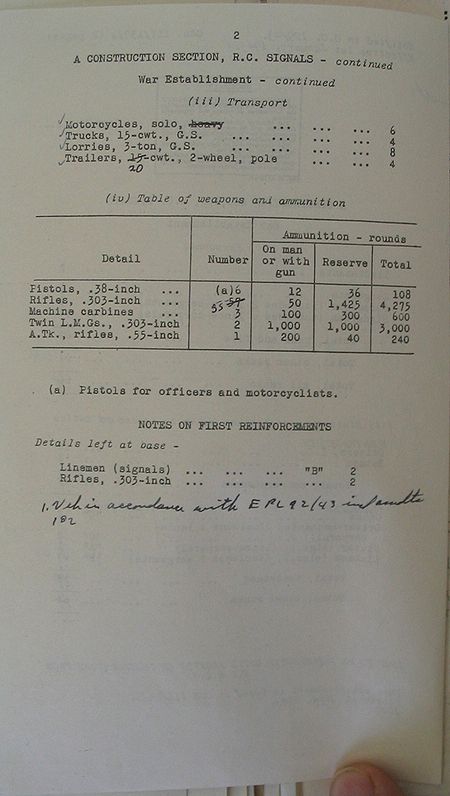 2
A CONSTRUCTION SECTION, R.C. SIGNALS - continued
War Establishment - continued
(iii) Transport
Motorcycles, solo, heavy ... ... ... 6
Trucks, 15-cwt., G.S. ... ... ... ... 4
Lorries, 3-ton, G.S. ... ... ... ... 8
Trailers, 15-cwt., 2-wheel, pole ... ... 4
20
(iv) Table of weapons and ammunition
Ammunition - rounds
Detail Number On man or with gun Reserve Total
Pistols, .38-inch ... (a)6 12 36 108
Rifles, .303-inch ... 55 57 50 1,425 4,275
Machine carbines ... 3 100 300 600
Twin L.M.Gs., .303-inch 2 1,000 1,000 3,000
A.Tk., rifles, .55-inch 1 200 40 240
(a) Pistols for officers and motorcyclists.
NOTES ON FIRST REINFORCEMENTS
Details left at base -
Linemen (signals) ... ... ... "B" 2
Rifles, .303-inch ... ... ... ... 2
1. Veh in accordance with EPL 92/43 amdts
1 & 2